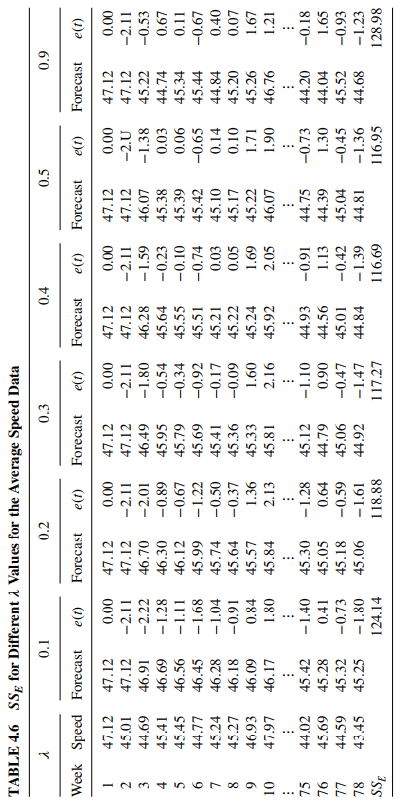 TABLE 4.6 SS_E for Different λ Values for the Average Speed Data
λ 0.1 0.2 0.3 0.4 0.5 0.9
Week Speed Forecast e(t) Forecast e(t) Forecast e(t) Forecast e(t) Forecast e(t) Forecast e(t)
1 47.12 47.12 0.00 47.12 0.00 47.12 0.00 47.12 0.00 47.12 0.00 47.12 0.00
2 45.01 47.12 −2.11 47.12 −2.11 47.12 −2.11 47.12 −2.11 47.12 −2.U 47.12 −2.11
3 44.69 46.91 −2.22 46.70 −2.01 46.49 −1.80 46.28 −1.59 46.07 −1.38 45.22 −0.53
4 45.41 46.69 −1.28 46.30 −0.89 45.95 −0.54 45.64 −0.23 45.38 0.03 44.74 0.67
5 45.45 46.56 −1.11 46.12 −0.67 45.79 −0.34 45.55 −0.10 45.39 0.06 45.34 0.11
6 44.77 46.45 −1.68 45.99 −1.22 45.69 −0.92 45.51 −0.74 45.42 −0.65 45.44 −0.67
7 45.24 46.28 −1.04 45.74 −0.50 45.41 −0.17 45.21 0.03 45.10 0.14 44.84 0.40
8 45.27 46.18 −0.91 45.64 −0.37 45.36 −0.09 45.22 0.05 45.17 0.10 45.20 0.07
9 46.93 46.09 0.84 45.57 1.36 45.33 1.60 45.24 1.69 45.22 1.71 45.26 1.67
10 47.97 46.17 1.80 45.84 2.13 45.81 2.16 45.92 2.05 46.07 1.90 46.76 1.21
⋮ ⋮ ⋮ ⋮ ⋮ ⋮ ⋮ ⋮
75 44.02 45.42 −1.40 45.30 −1.28 45.12 −1.10 44.93 −0.91 44.75 −0.73 44.20 −0.18
76 45.69 45.28 0.41 45.05 0.64 44.79 0.90 44.56 1.13 44.39 1.30 44.04 1.65
77 44.59 45.32 −0.73 45.18 −0.59 45.06 −0.47 45.01 −0.42 45.04 −0.45 45.52 −0.93
78 43.45 45.25 −1.80 45.06 −1.61 44.92 −1.47 44.84 −1.39 44.81 −1.36 44.68 −1.23
SS_E 124.14 118.88 117.27 116.69 116.95 128.98